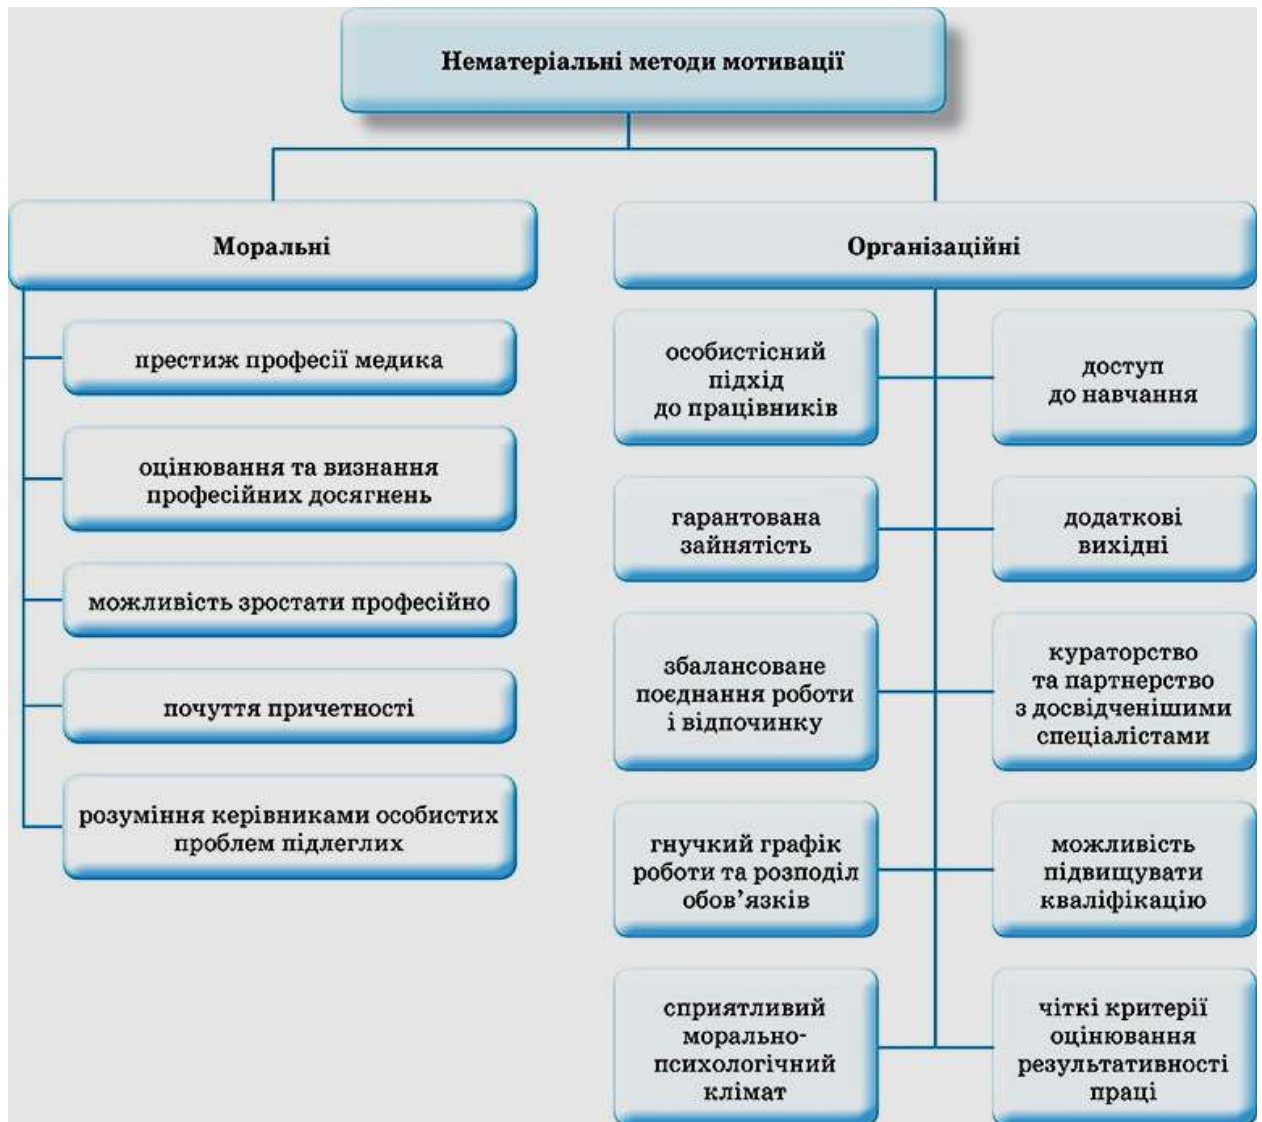 Нематеріальні методи мотивації
Моральні
престиж професії медика
оцінювання та визнання
професійних досягнень
можливість зростати професійно
почуття причетності
розуміння керівниками особистих
проблем підлеглих
Організаційні
особистісний
підхід
до працівників
доступ
до навчання
гарантована
зайнятість
додаткові
вихідні
збалансоване
поєднання роботи
і відпочинку
кураторство
та партнерство
з досвідченішими
спеціалістами
гнучкий графік
роботи та розподіл
обов’язків
можливість
підвищувати
кваліфікацію
сприятливий
морально-
психологічний
клімат
чіткі критерії
оцінювання
результативності
праці